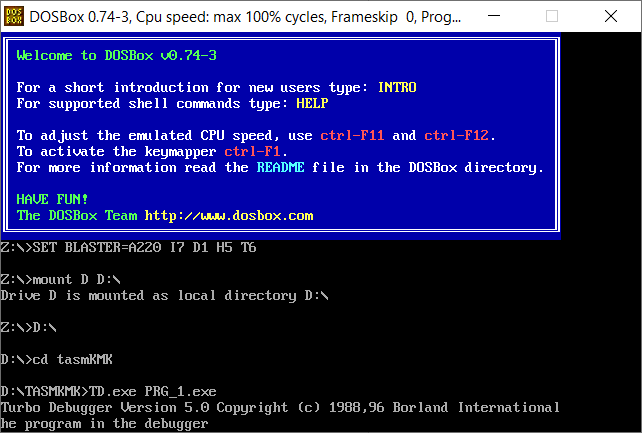 DOSBox 0.74-3, Cpu speed: max 100% cycles, Frameskip 0, Prog...
Welcome to DOSBox v0.74-3
For a short introduction for new users type: INTRO
For supported shell commands type: HELP
To adjust the emulated CPU speed, use ctrl-F11 and ctrl-F12.
To activate the keymapper ctrl-F1.
For more information read the README file in the DOSBox directory.
HAVE FUN!
The DOSBox Team http://www.dosbox.com
Z:\>SET BLASTER=A220 I7 D1 H5 T6
Z:\>mount D D:\
Drive D is mounted as local directory D:\
Z:\>D:\
D:\>cd tasmKMK
D:\TASMKMK>TD.exe PRG_1.exe
Turbo Debugger Version 5.0 Copyright (c) 1988,96 Borland International
he program in the debugger